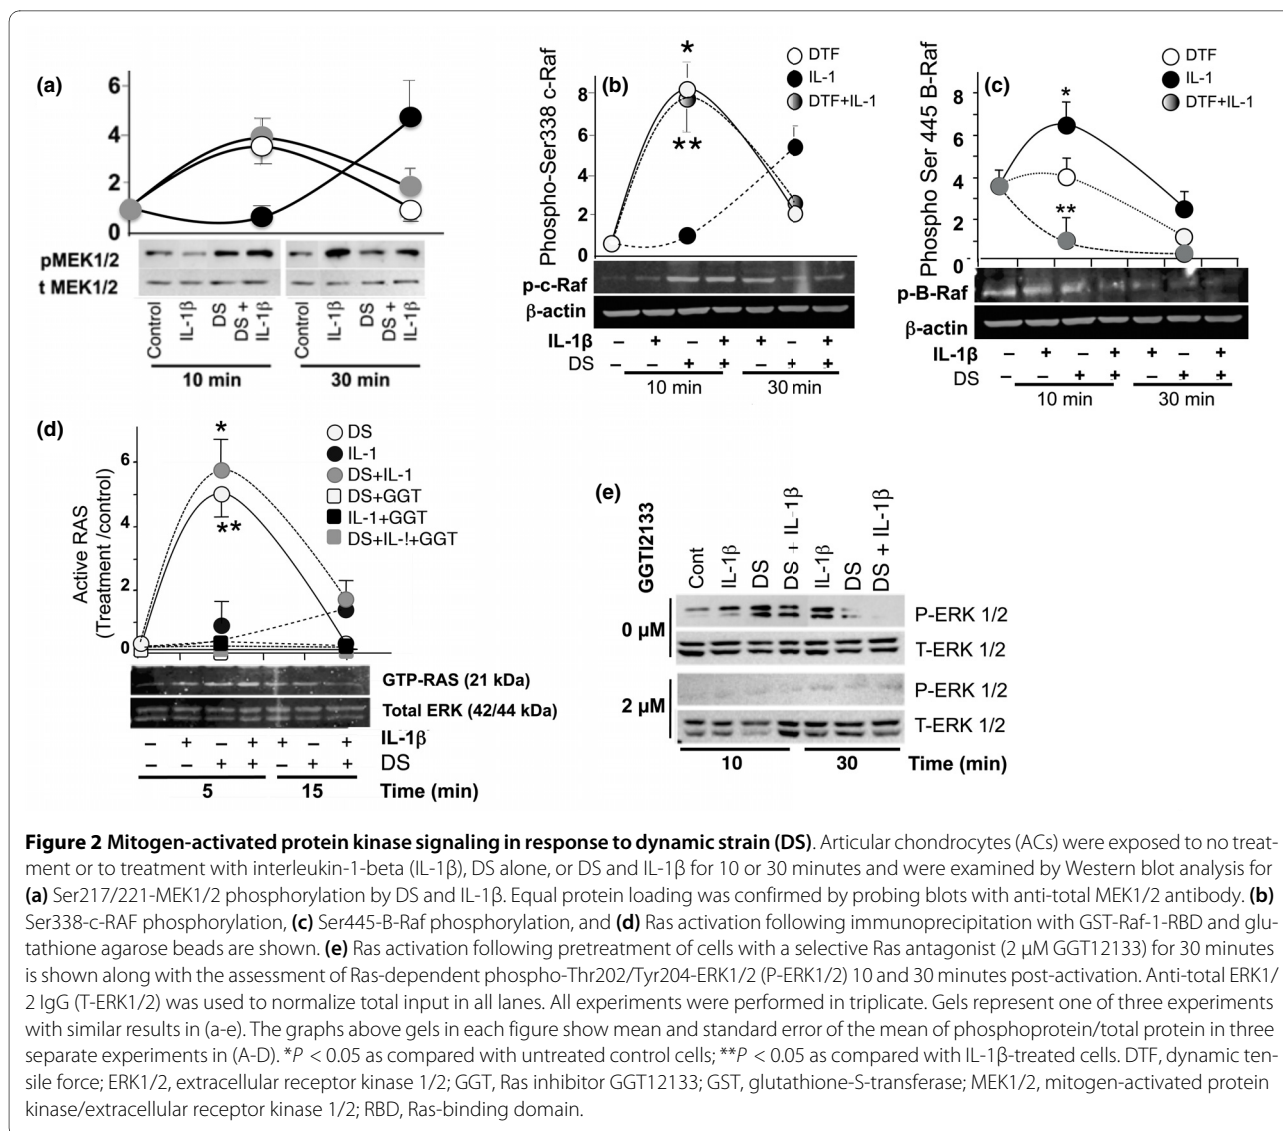 (a)
6
4
2
0
pMEK1/2
t MEK1/2
Control
IL-1β
DS
DS +
IL-1β
Control
IL-1β
DS
DS +
IL-1β
10 min
30 min
(b)
*
DTF
IL-1
DTF+IL-1
Phospho-Ser338 c-Raf
8
6
4
2
0
**
p-c-Raf
β-actin
IL-1β – + – + + – +
DS – – + + – + +
10 min
30 min
(c)
*
DTF
IL-1
DTF+IL-1
Phospho Ser 445 B-Raf
8
6
4
2
0
**
p-B-Raf
β-actin
IL-1β – + – + + – +
DS – – + + – + +
10 min
30 min
(d)
*
DS
IL-1
DS+IL-1
DS+GGT
IL-1+GGT
DS+IL-!+GGT
Active RAS
(Treatment /control)
6
4
2
0
**
GTP-RAS (21 kDa)
Total ERK (42/44 kDa)
– + – + + – + IL-1β
– – + + – + + DS
5 15 Time (min)
(e)
GGTI2133
Cont
IL-1β
DS
DS + IL-1β
IL-1β
DS
DS + IL-1β
0 µM
P-ERK 1/2
T-ERK 1/2
2 µM
P-ERK 1/2
T-ERK 1/2
10 30 Time (min)
Figure 2 Mitogen-activated protein kinase signaling in response to dynamic strain (DS). Articular chondrocytes (ACs) were exposed to no treat-
ment or to treatment with interleukin-1-beta (IL-1β), DS alone, or DS and IL-1β for 10 or 30 minutes and were examined by Western blot analysis for
(a) Ser217/221-MEK1/2 phosphorylation by DS and IL-1β. Equal protein loading was confirmed by probing blots with anti-total MEK1/2 antibody. (b)
Ser338-c-RAF phosphorylation, (c) Ser445-B-Raf phosphorylation, and (d) Ras activation following immunoprecipitation with GST-Raf-1-RBD and glu-
tathione agarose beads are shown. (e) Ras activation following pretreatment of cells with a selective Ras antagonist (2 µM GGT12133) for 30 minutes
is shown along with the assessment of Ras-dependent phospho-Thr202/Tyr204-ERK1/2 (P-ERK1/2) 10 and 30 minutes post-activation. Anti-total ERK1/
2 IgG (T-ERK1/2) was used to normalize total input in all lanes. All experiments were performed in triplicate. Gels represent one of three experiments
with similar results in (a-e). The graphs above gels in each figure show mean and standard error of the mean of phosphoprotein/total protein in three
separate experiments in (A-D). *P < 0.05 as compared with untreated control cells; **P < 0.05 as compared with IL-1β-treated cells. DTF, dynamic ten-
sile force; ERK1/2, extracellular receptor kinase 1/2; GGT, Ras inhibitor GGT12133; GST, glutathione-S-transferase; MEK1/2, mitogen-activated protein
kinase/extracellular receptor kinase 1/2; RBD, Ras-binding domain.